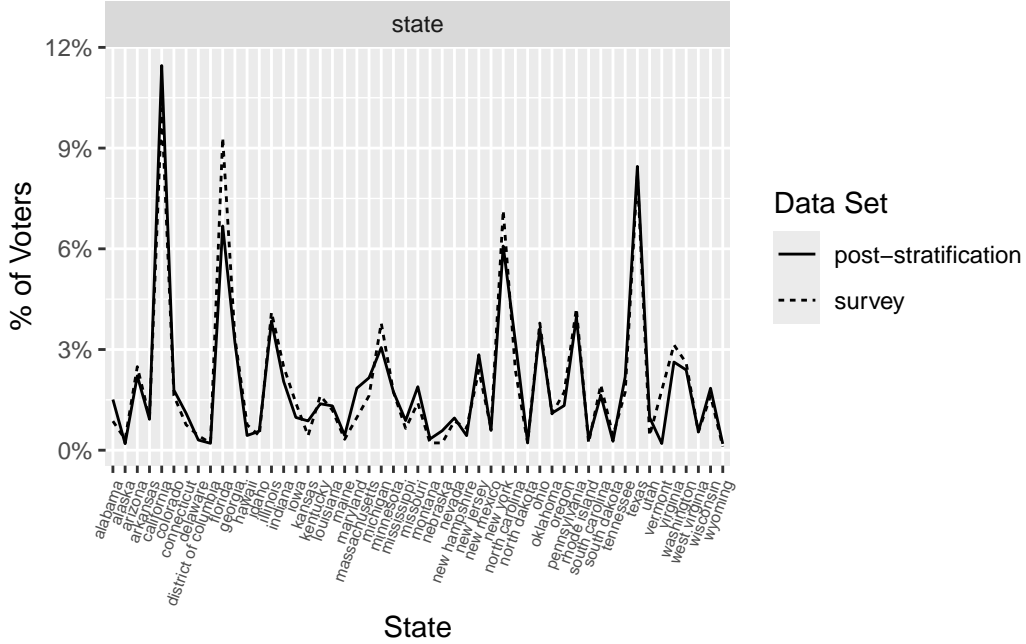 state
12%
9%
6%
3%
0%
% of Voters
alabama
alaska
arizona
arkansas
california
colorado
connecticut
delaware
district of columbia
florida
georgia
hawaii
idaho
illinois
indiana
iowa
kansas
kentucky
louisiana
maine
maryland
massachusetts
michigan
minnesota
mississippi
missouri
montana
nebraska
nevada
new hampshire
new jersey
new mexico
new york
north carolina
north dakota
ohio
oklahoma
oregon
pennsylvania
rhode island
south carolina
south dakota
tennessee
texas
utah
vermont
virginia
washington
west virginia
wisconsin
wyoming
State
Data Set
post−stratification
survey